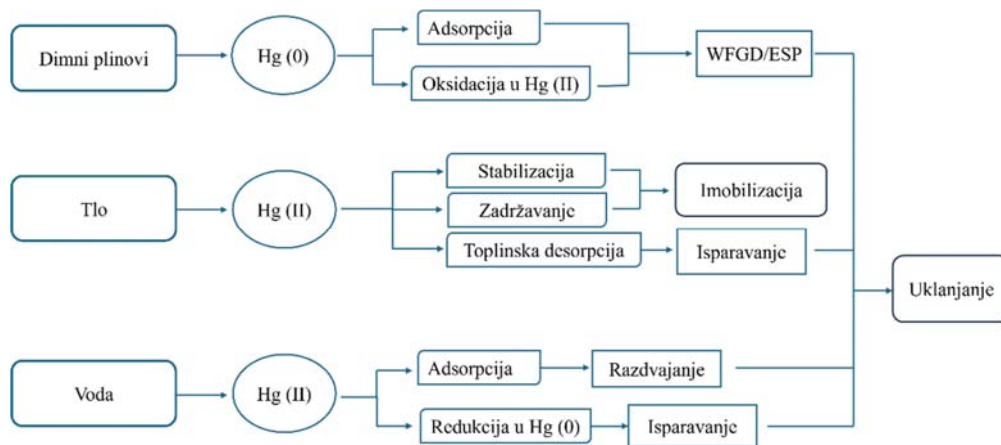 Dimni plinovi
Hg (0)
Adsorpcija
Oksidacija u Hg (II)
WFGD/ESP
Tlo
Hg (II)
Stabilizacija
Zadržavanje
Toplinska desorpcija
Imobilizacija
Isparavanje
Uklanjanje
Voda
Hg (II)
Adsorpcija
Razdvajanje
Redukcija u Hg (0)
Isparavanje